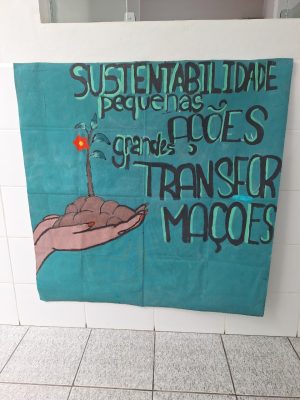 SUSTENTABILIDADE
pequenas
AÇÕES
grandes
TRANSFOR
MAÇÕES